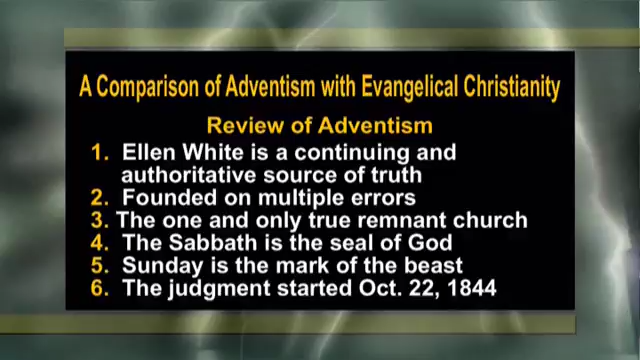 A Comparison of Adventism with Evangelical Christianity
Review of Adventism
1. Ellen White is a continuing and
authoritative source of truth
2. Founded on multiple errors
3. The one and only true remnant church
4. The Sabbath is the seal of God
5. Sunday is the mark of the beast
6. The judgment started Oct. 22, 1844